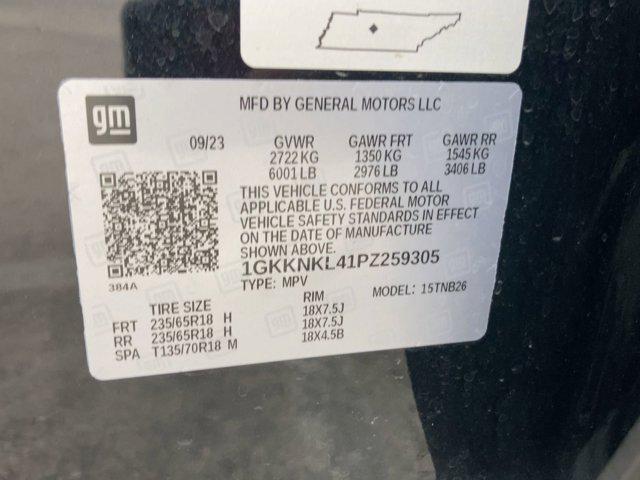 gm
MFD BY GENERAL MOTORS LLC
09/23 GVWR GAWR FRT GAWR RR
2722 KG 1350 KG 1545 KG
6001 LB 2976 LB 3406 LB
THIS VEHICLE CONFORMS TO ALL
APPLICABLE U.S. FEDERAL MOTOR
VEHICLE SAFETY STANDARDS IN EFFECT
ON THE DATE OF MANUFACTURE
SHOWN ABOVE.
384A
1GKKNKL41PZ259305
TYPE: MPV MODEL: 15TNB26
TIRE SIZE RIM
FRT 235/65R18 H 18X7.5J
RR 235/65R18 H 18X7.5J
SPA T135/70R18 M 18X4.5B